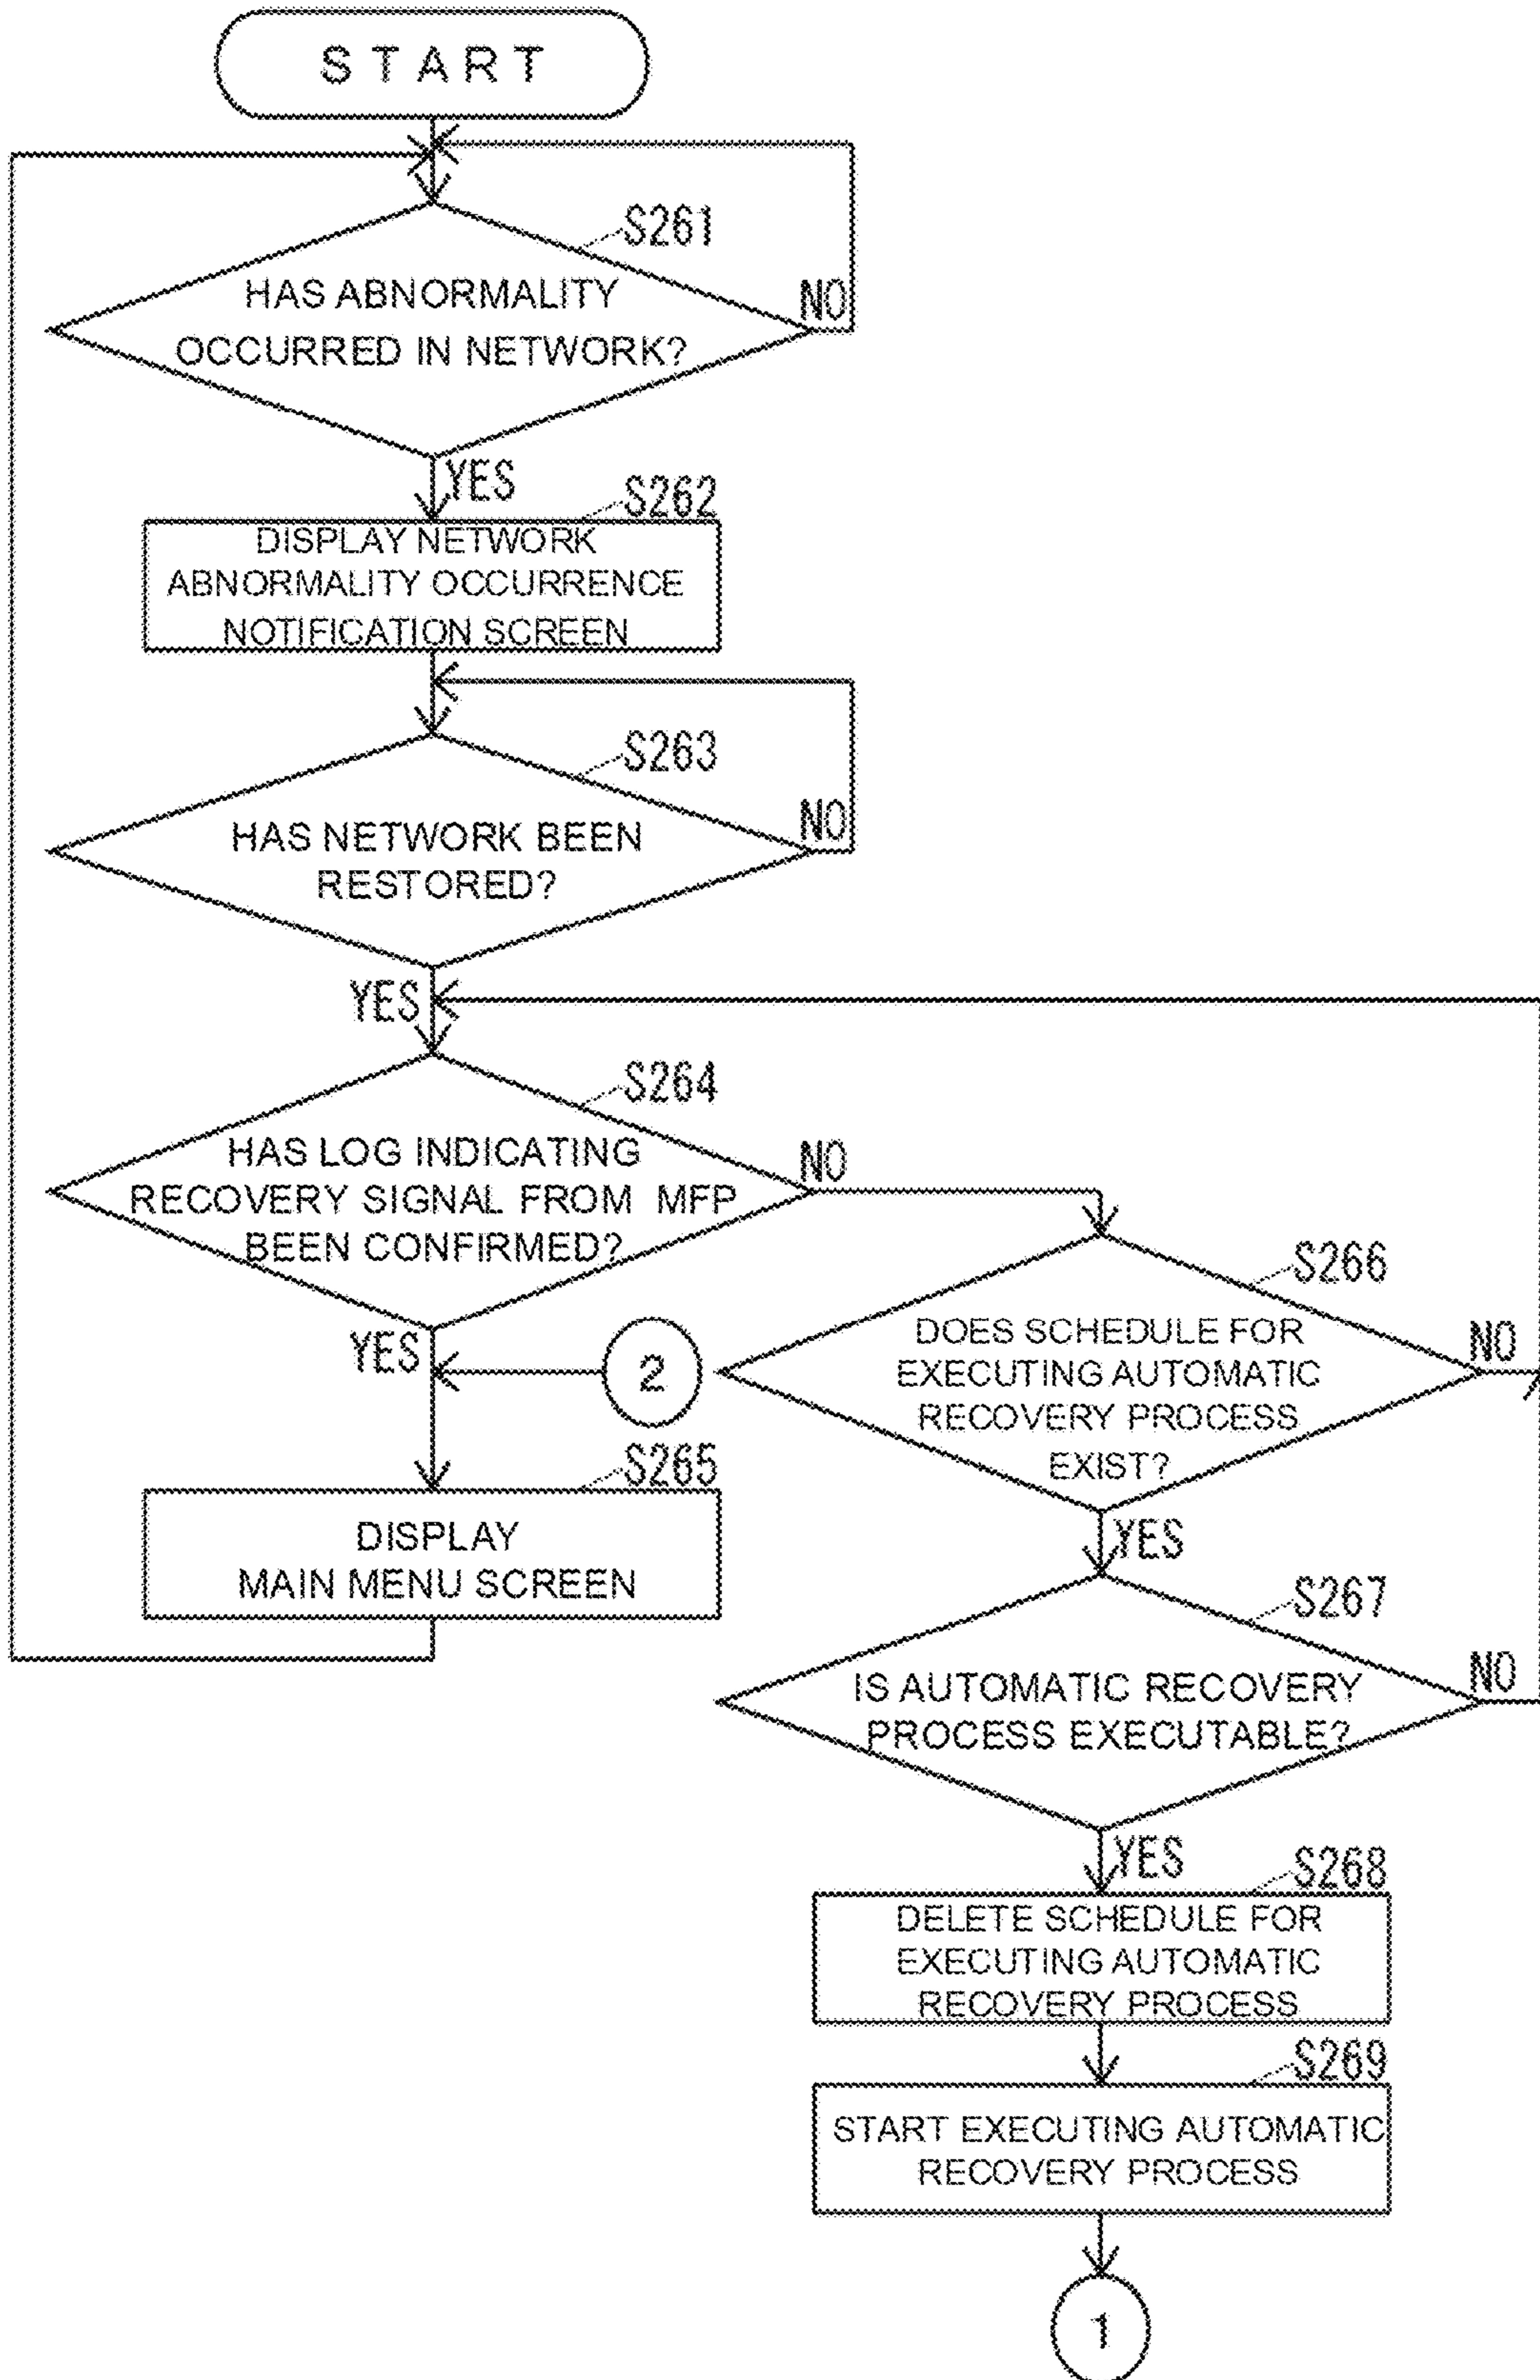 START
S261
HAS ABNORMALITY
OCCURRED IN NETWORK?
NO
YES
S262
DISPLAY NETWORK
ABNORMALITY OCCURRENCE
NOTIFICATION SCREEN
S263
HAS NETWORK BEEN
RESTORED?
NO
YES
S264
HAS LOG INDICATING
RECOVERY SIGNAL FROM MFP
BEEN CONFIRMED?
NO
YES
2
S265
DISPLAY
MAIN MENU SCREEN
S266
DOES SCHEDULE FOR
EXECUTING AUTOMATIC
RECOVERY PROCESS
EXIST?
NO
YES
S267
IS AUTOMATIC RECOVERY
PROCESS EXECUTABLE?
NO
YES
S268
DELETE SCHEDULE FOR
EXECUTING AUTOMATIC
RECOVERY PROCESS
S269
START EXECUTING AUTOMATIC
RECOVERY PROCESS
1